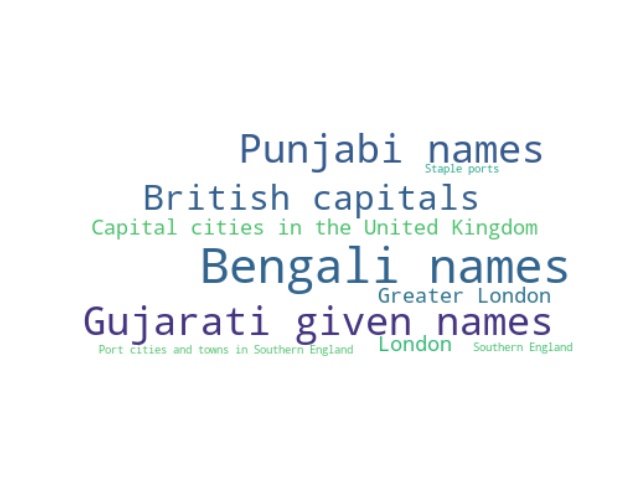 Punjabi names
Staple ports
British capitals
Capital cities in the United Kingdom
Bengali names
Greater London
Gujarati given names
London
Southern England
Port cities and towns in Southern England